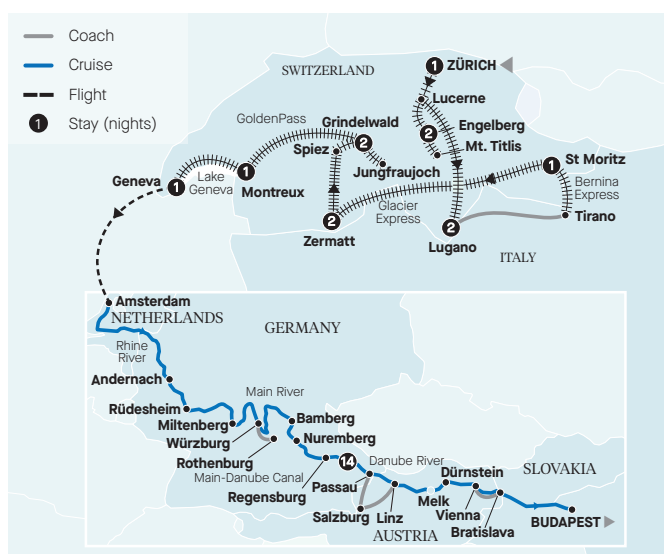 Coach
Cruise
Flight
1 Stay (nights)
SWITZERLAND
1 ZÜRICH
Lucerne
GoldenPass
Grindelwald
2
Engelberg
2
Mt. Titlis
Spiez
Jungfraujoch
1 St Moritz
Geneva 1
Lake
Geneva
1
Montreux
Bernina
Express
Glacier
Express
2
Zermatt
2
Lugano
Tirano
ITALY
Amsterdam
NETHERLANDS
GERMANY
Rhine
River
Andernach
Main River
Rüdesheim
Miltenberg
Bamberg
Würzburg
Nuremberg
Rothenburg
14
Danube River
Main-Danube Canal
Regensburg
Passau
Dürnstein
SLOVAKIA
Salzburg
Linz
Melk
Vienna
AUSTRIA
Bratislava
BUDAPEST